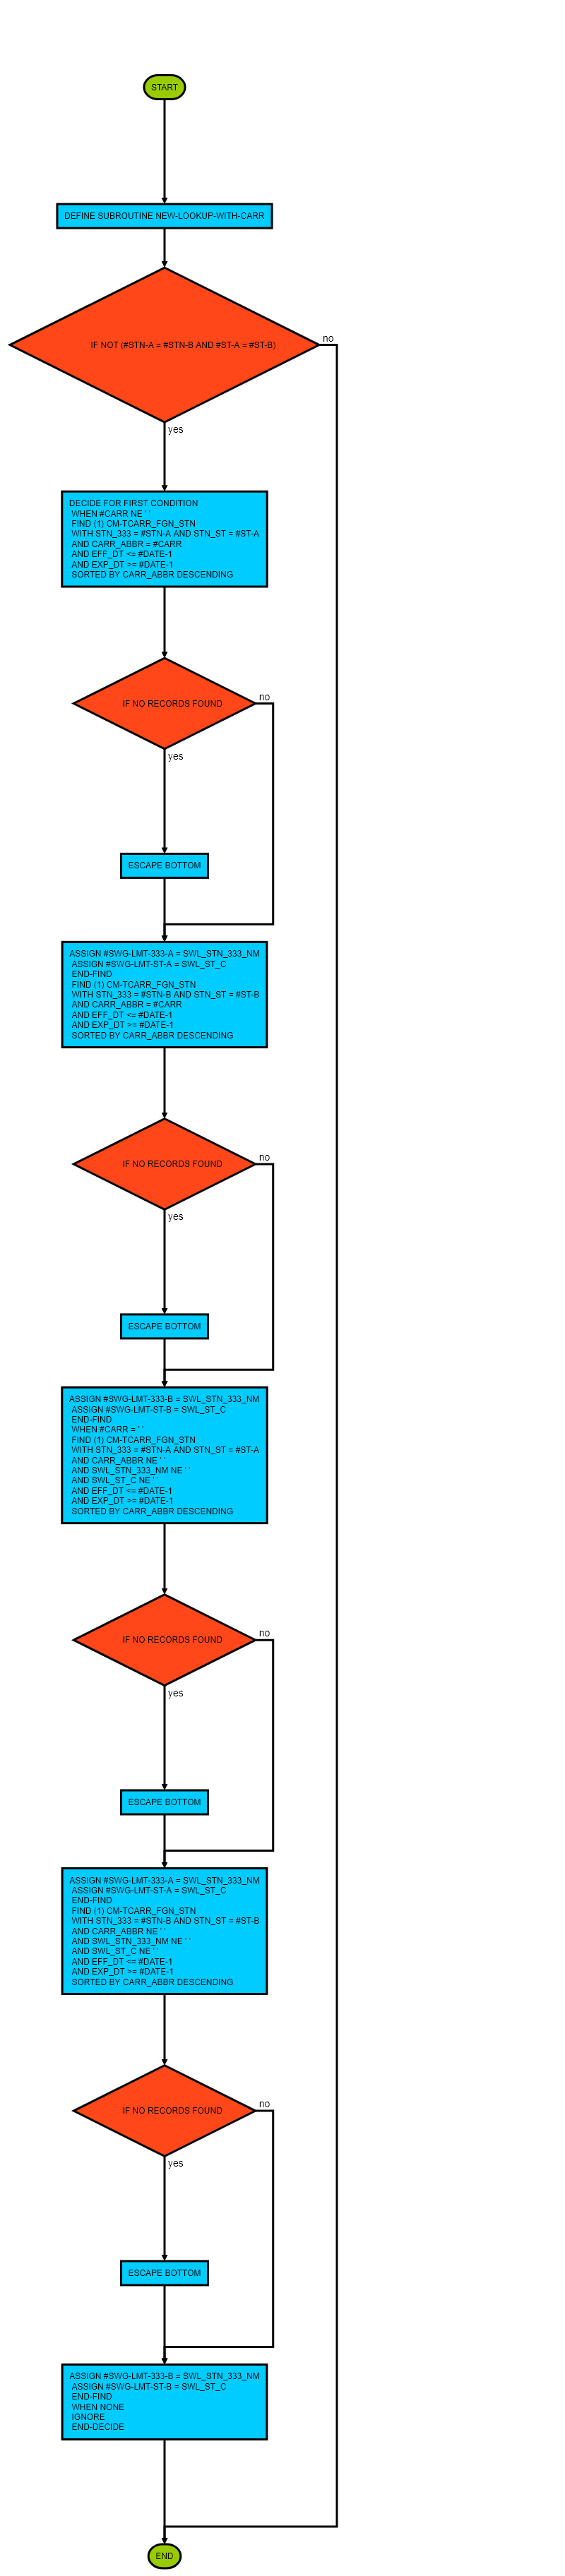 START
DEFINE SUBROUTINE NEW-LOOKUP-WITH-CARR
IF NOT (#STN-A = #STN-B AND #ST-A = #ST-B)
no
yes
DECIDE FOR FIRST CONDITION
WHEN #CARR NE ' '
FIND (1) CM-TCARR_FGN_STN
WITH STN_333 = #STN-A AND STN_ST = #ST-A
AND CARR_ABBR = #CARR
AND EFF_DT <= #DATE-1
AND EXP_DT >= #DATE-1
SORTED BY CARR_ABBR DESCENDING
IF NO RECORDS FOUND
no
yes
ESCAPE BOTTOM
ASSIGN #SWG-LMT-333-A = SWL_STN_333_NM
ASSIGN #SWG-LMT-ST-A = SWL_ST_C
END-FIND
FIND (1) CM-TCARR_FGN_STN
WITH STN_333 = #STN-B AND STN_ST = #ST-B
AND CARR_ABBR = #CARR
AND EFF_DT <= #DATE-1
AND EXP_DT >= #DATE-1
SORTED BY CARR_ABBR DESCENDING
IF NO RECORDS FOUND
no
yes
ESCAPE BOTTOM
ASSIGN #SWG-LMT-333-B = SWL_STN_333_NM
ASSIGN #SWG-LMT-ST-B = SWL_ST_C
END-FIND
WHEN #CARR = ' '
FIND (1) CM-TCARR_FGN_STN
WITH STN_333 = #STN-A AND STN_ST = #ST-A
AND CARR_ABBR NE ' '
AND SWL_STN_333_NM NE ' '
AND SWL_ST_C NE ' '
AND EFF_DT <= #DATE-1
AND EXP_DT >= #DATE-1
SORTED BY CARR_ABBR DESCENDING
IF NO RECORDS FOUND
no
yes
ESCAPE BOTTOM
ASSIGN #SWG-LMT-333-A = SWL_STN_333_NM
ASSIGN #SWG-LMT-ST-A = SWL_ST_C
END-FIND
FIND (1) CM-TCARR_FGN_STN
WITH STN_333 = #STN-B AND STN_ST = #ST-B
AND CARR_ABBR NE ' '
AND SWL_STN_333_NM NE ' '
AND SWL_ST_C NE ' '
AND EFF_DT <= #DATE-1
AND EXP_DT >= #DATE-1
SORTED BY CARR_ABBR DESCENDING
IF NO RECORDS FOUND
no
yes
ESCAPE BOTTOM
ASSIGN #SWG-LMT-333-B = SWL_STN_333_NM
ASSIGN #SWG-LMT-ST-B = SWL_ST_C
END-FIND
WHEN NONE
IGNORE
END-DECIDE
END